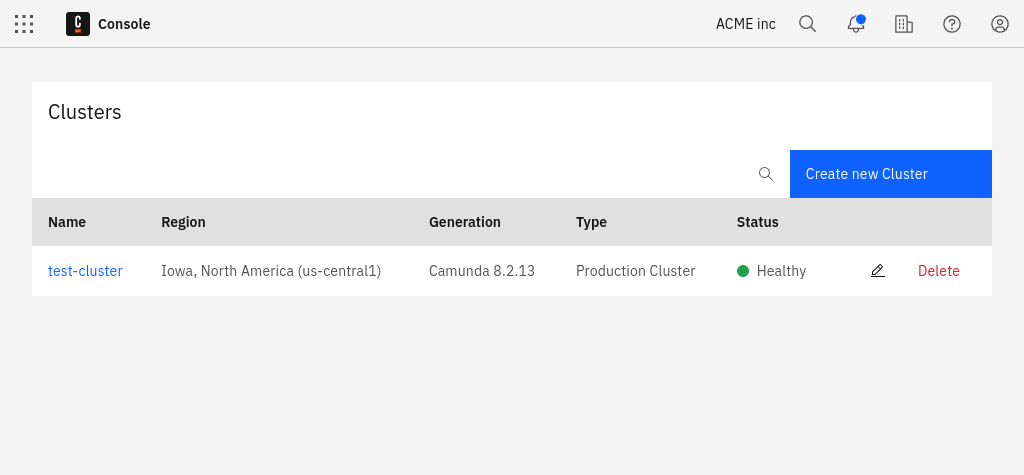 Console
ACME inc
Clusters
Create new Cluster
Name Region Generation Type Status
test-cluster Iowa, North America (us-central1) Camunda 8.2.13 Production Cluster Healthy Delete